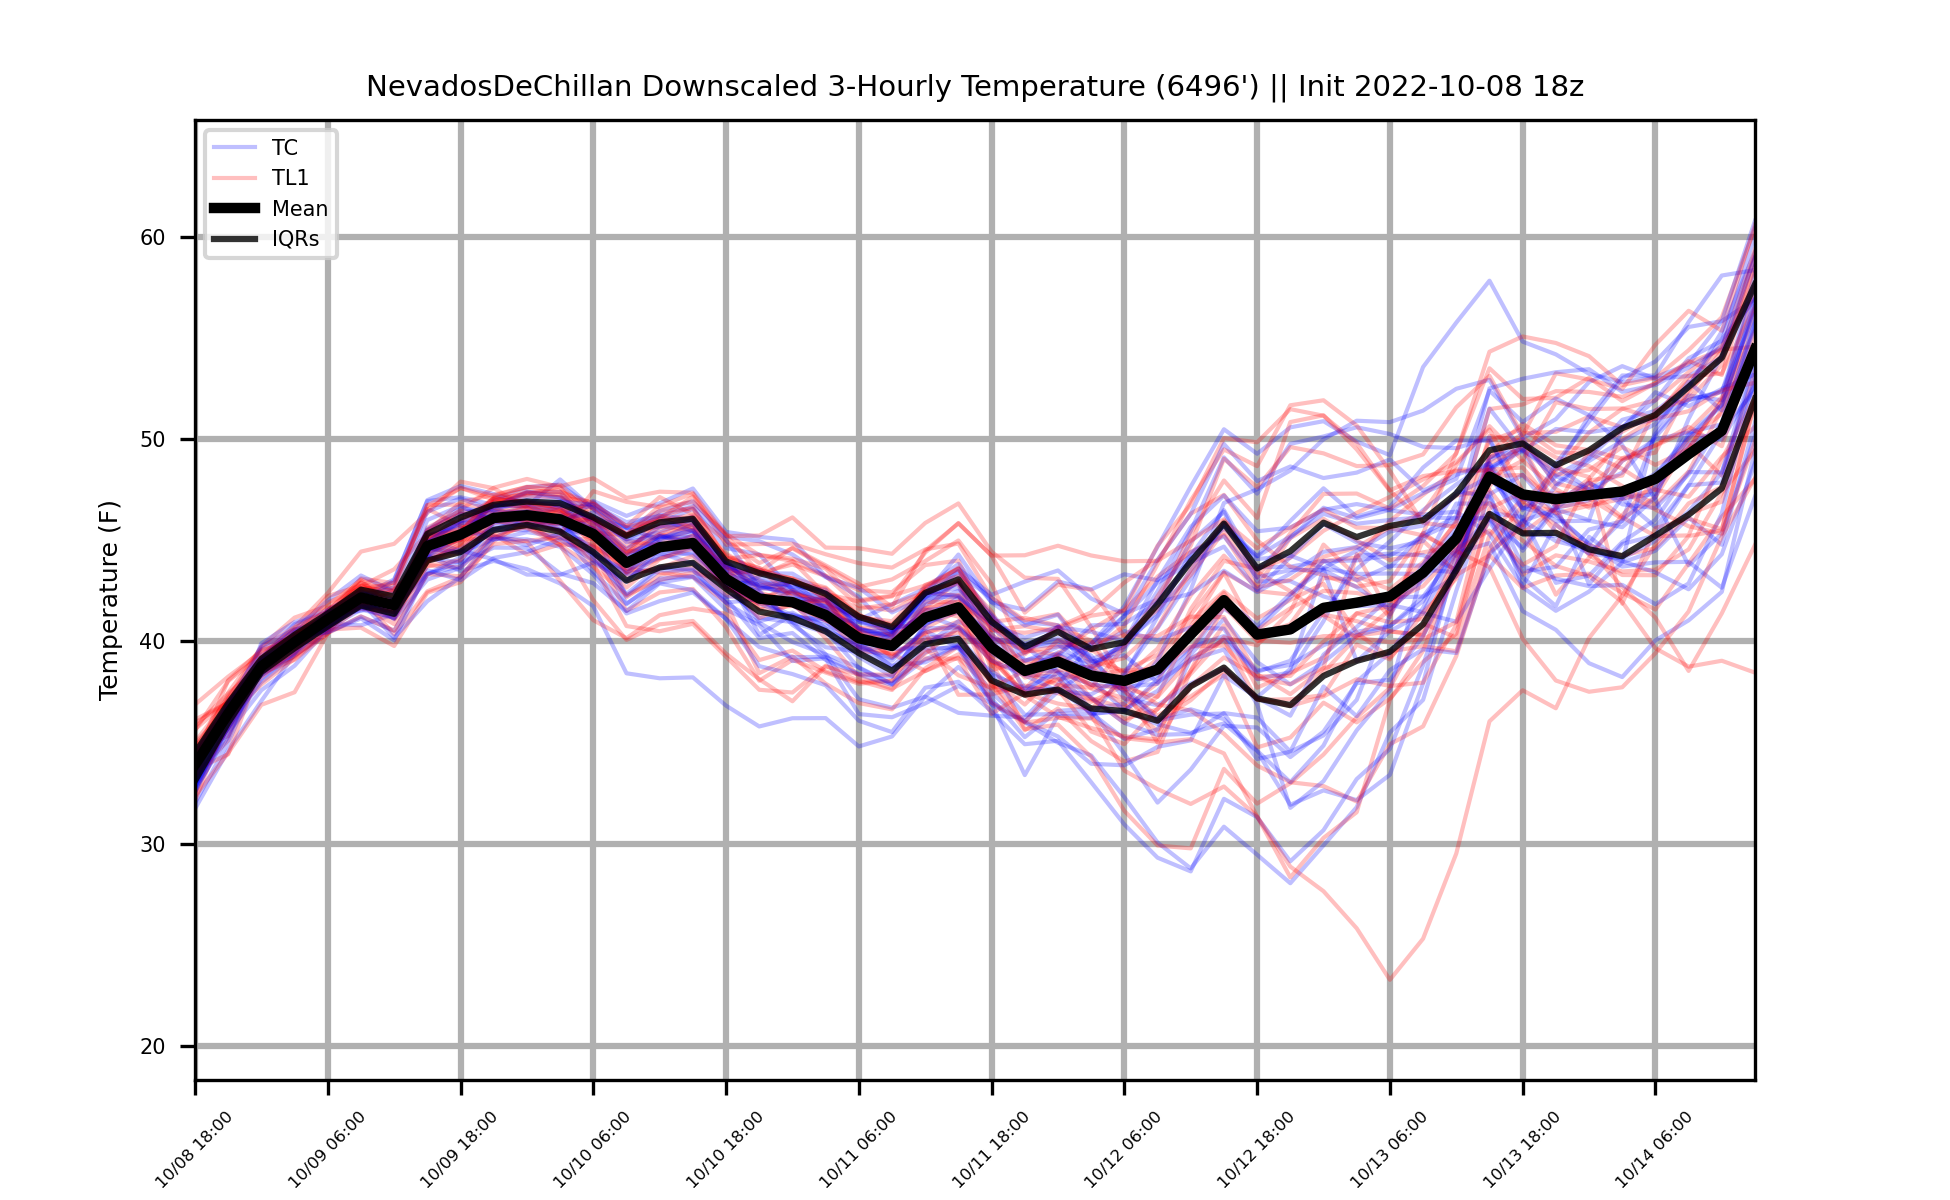 NevadosDeChillan Downscaled 3-Hourly Temperature (6496') || Init 2022-10-08 18z
TC
TL1
Mean
IQRs
Temperature (F)
60
50
40
30
20
10/08 18:00
10/09 06:00
10/09 18:00
10/10 06:00
10/10 18:00
10/11 06:00
10/11 18:00
10/12 06:00
10/12 18:00
10/13 06:00
10/13 18:00
10/14 06:00